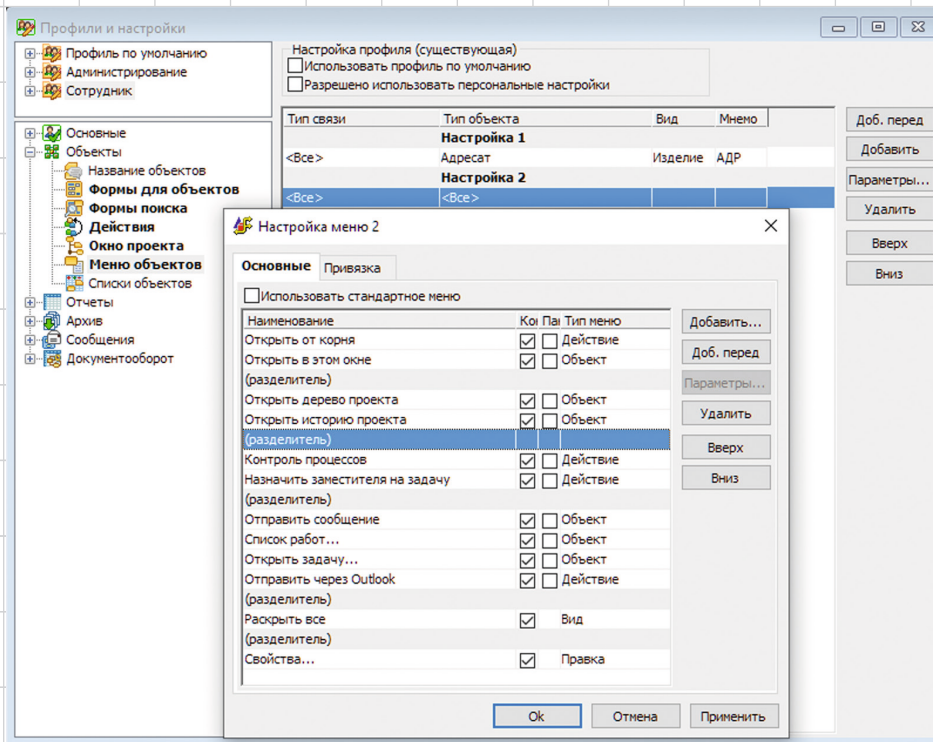 Профили и настройки
Профиль по умолчанию
Администрирование
Сотрудник
Настройка профиля (существующая)
Использовать профиль по умолчанию
Разрешено использовать персональные настройки
Основные
Объекты
Название объектов
Формы для объектов
Формы поиска
Действия
Окно проекта
Меню объектов
Списки объектов
Отчеты
Архив
Сообщения
Документооборот
Тип связи Тип объекта Вид Мнемо
Настройка 1
<Все> Адресат Изделие АДР
Настройка 2
<Все> <Все>
Доб. перед
Добавить
Параметры...
Удалить
Вверх
Вниз
Настройка меню 2
Основные Привязка
Использовать стандартное меню
Наименование Кон Пан Тип меню
Открыть от корня Действие
Открыть в этом окне Объект
(разделитель)
Открыть дерево проекта Объект
Открыть историю проекта Объект
(разделитель)
Контроль процессов Действие
Назначить заместителя на задачу Действие
(разделитель)
Отправить сообщение Объект
Список работ... Объект
Открыть задачу... Объект
Отправить через Outlook Действие
(разделитель)
Раскрыть все Вид
(разделитель)
Свойства... Правка
Добавить...
Доб. перед
Параметры...
Удалить
Вверх
Вниз
Ok Отмена Применить